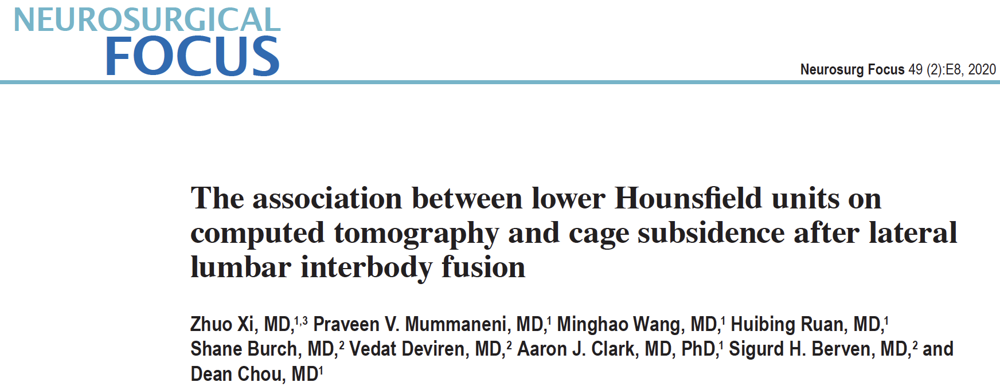 NEUROSURGICAL
FOCUS
Neurosurg Focus 49 (2):E8, 2020
The association between lower Hounsfield units on
computed tomography and cage subsidence after lateral
lumbar interbody fusion
Zhuo Xi, MD,1,3 Praveen V. Mummaneni, MD,1 Minghao Wang, MD,1 Huibing Ruan, MD,1
Shane Burch, MD,2 Vedat Deviren, MD,2 Aaron J. Clark, MD, PhD,1 Sigurd H. Berven, MD,2 and
Dean Chou, MD1